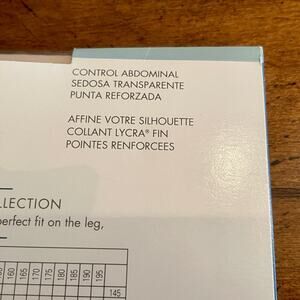 CONTROL ABDOMINAL
SEDOSA TRANSPARENTE
PUNTA REFORZADA
AFFINE VOTRE SILHOUETTE
COLLANT LYCRA® FIN
POINTES RENFORCEES
LLECTION
perfect fit on the leg,
160 165 170 175 180 185 190 195
145